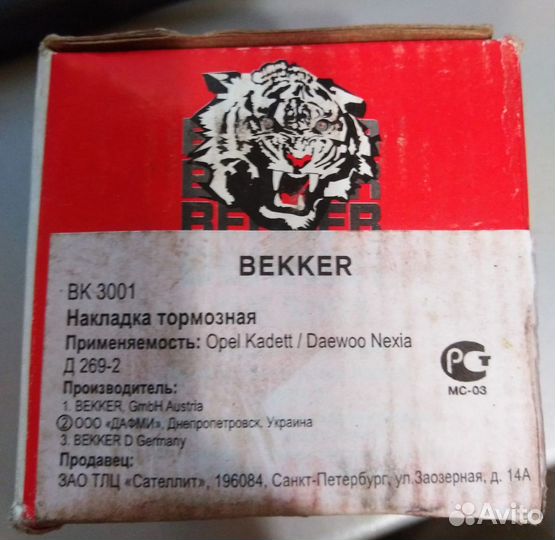 BEKKER
BEKKER
BK 3001
Накладка тормозная
Применяемость: Opel Kadett / Daewoo Nexia
Д 269-2
РСТ
МС-03
Производитель:
1. BEKKER, GmbH Austria
2 ООО «ДАФМИ», Днепропетровск, Украина
3. BEKKER D Germany
Продавец:
ЗАО ТЛЦ «Сателлит», 196084, Санкт-Петербург, ул.Заозерная, д. 14А
Avito